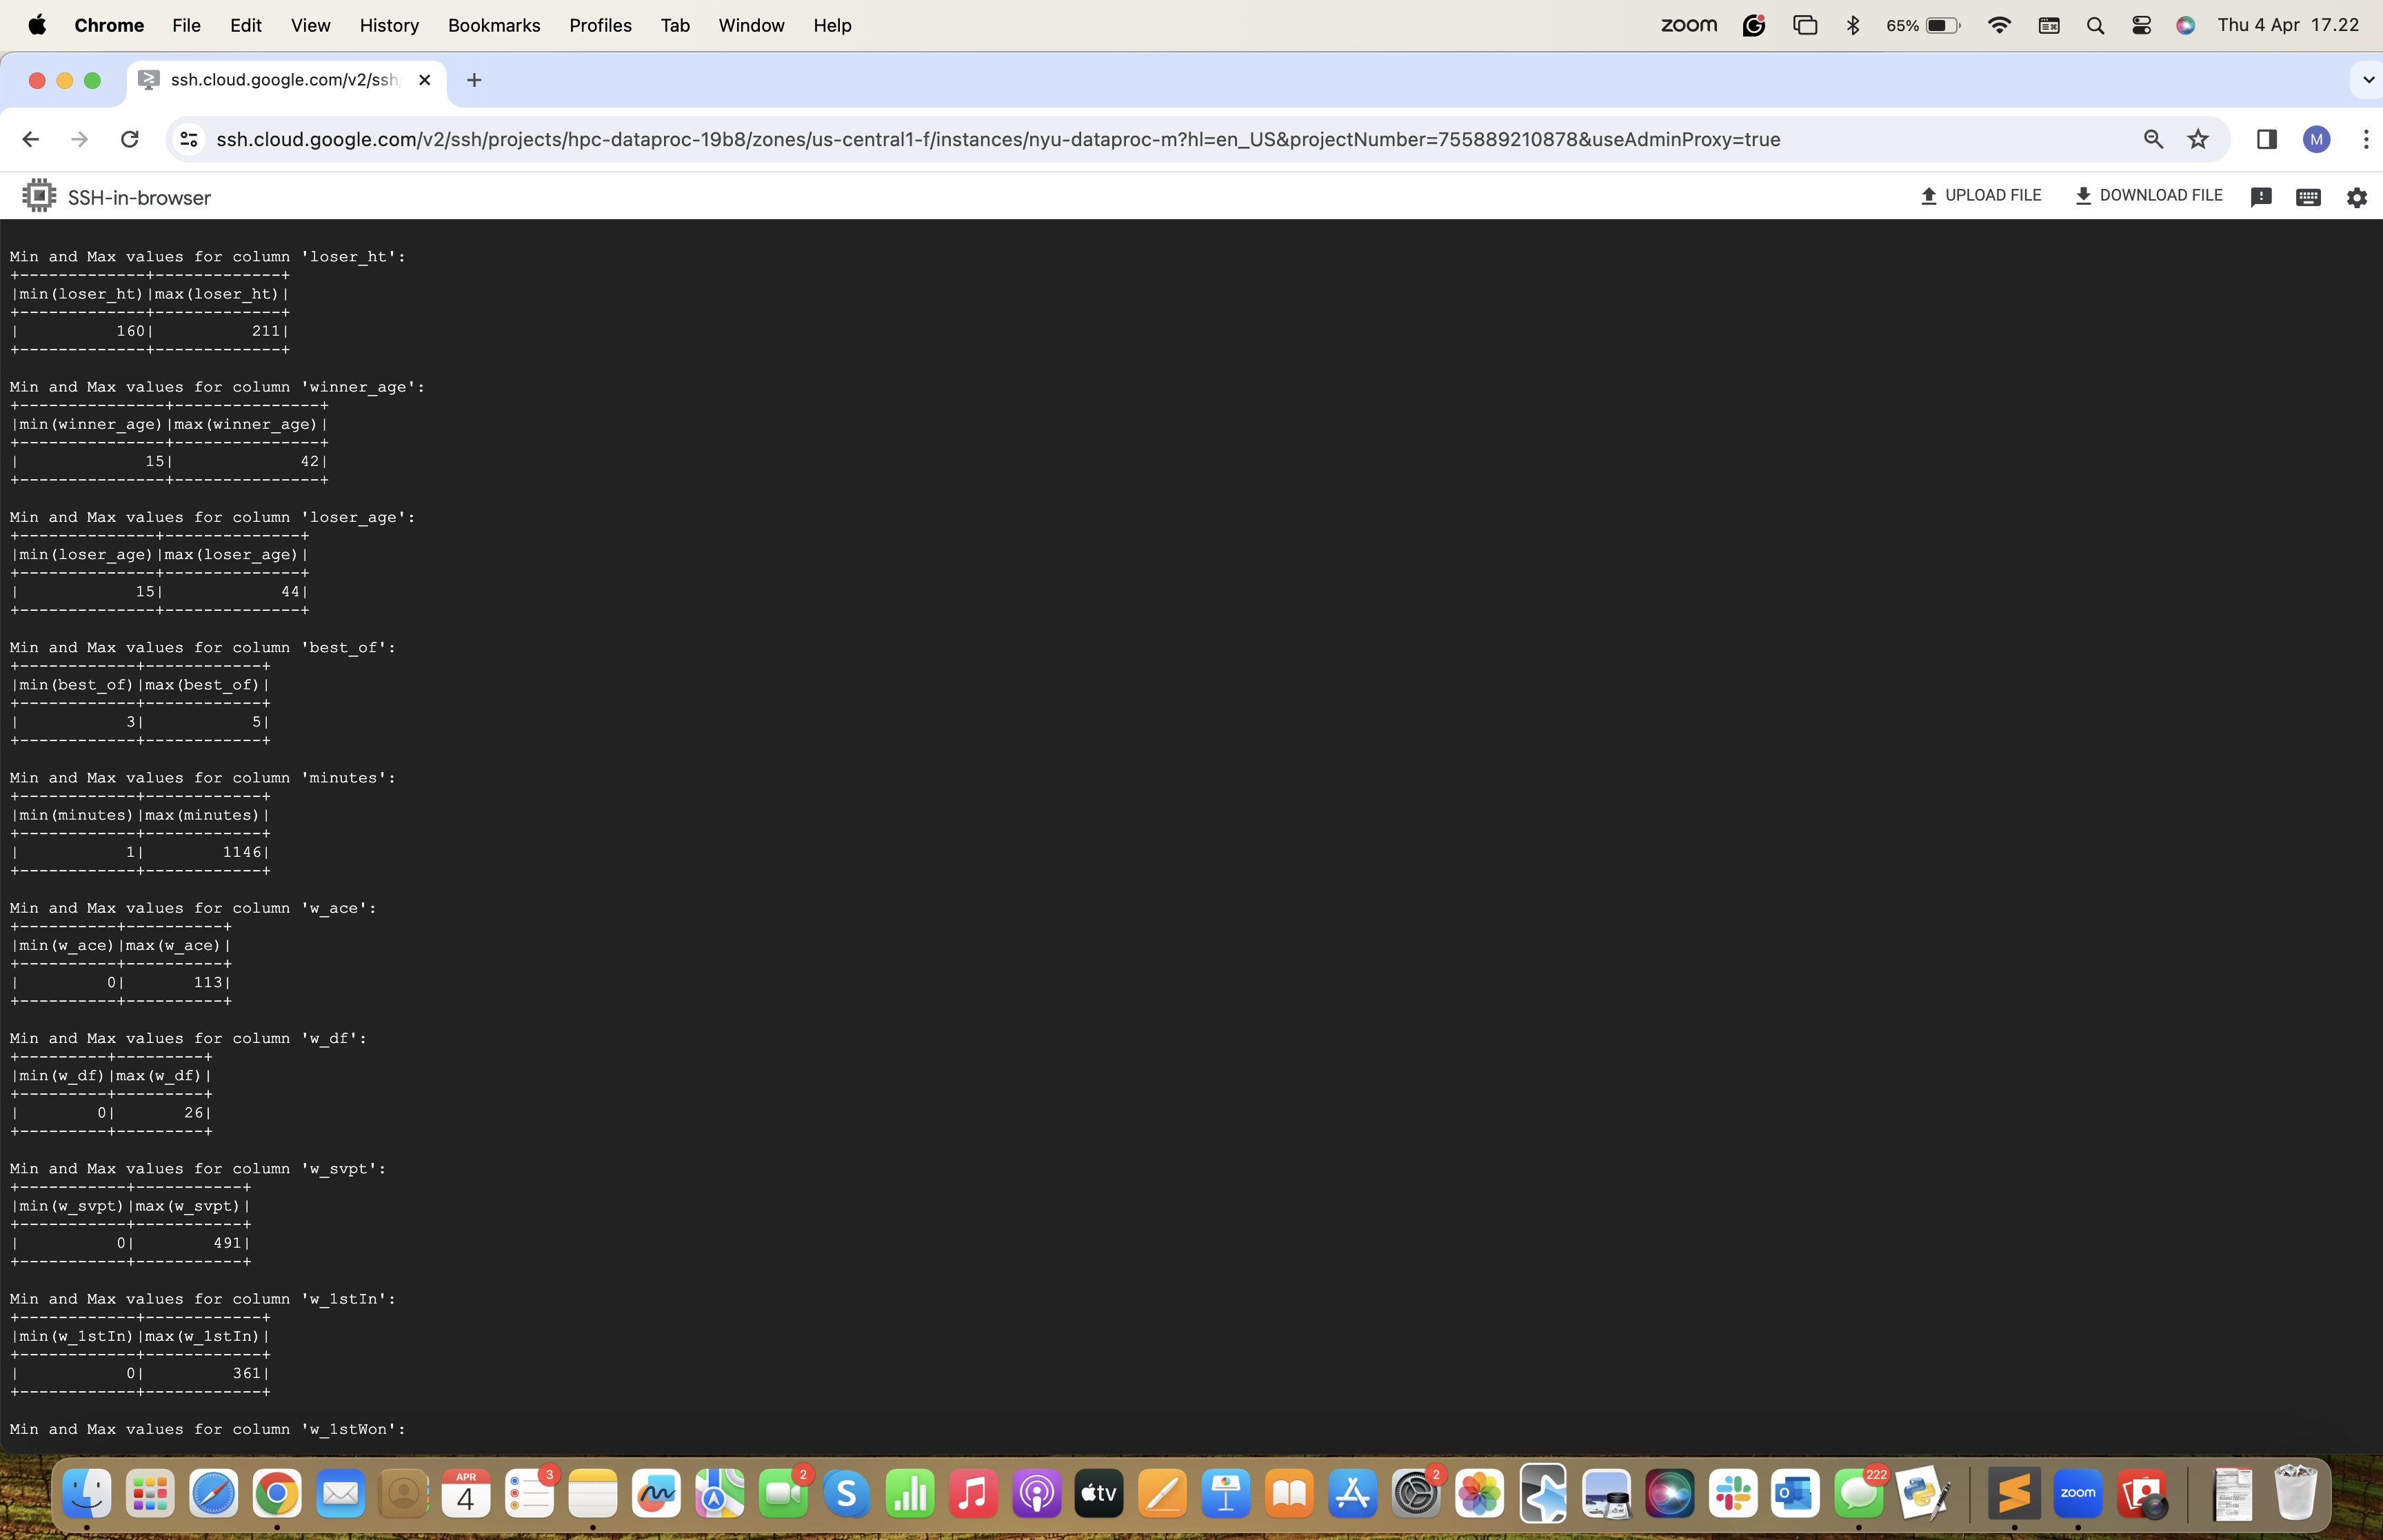 Chrome File Edit View History Bookmarks Profiles Tab Window Help zoom 65% Thu 4 Apr 17.22
ssh.cloud.google.com/v2/ssh
ssh.cloud.google.com/v2/ssh/projects/hpc-dataproc-19b8/zones/us-central1-f/instances/nyu-dataproc-m?hl=en_US&projectNumber=755889210878&useAdminProxy=true M
SSH-in-browser UPLOAD FILE DOWNLOAD FILE
Min and Max values for column 'loser_ht':
+-------------+-------------+
|min(loser_ht)|max(loser_ht)|
+-------------+-------------+
|          160|          211|
+-------------+-------------+
Min and Max values for column 'winner_age':
+---------------+---------------+
|min(winner_age)|max(winner_age)|
+---------------+---------------+
|             15|             42|
+---------------+---------------+
Min and Max values for column 'loser_age':
+--------------+--------------+
|min(loser_age)|max(loser_age)|
+--------------+--------------+
|            15|            44|
+--------------+--------------+
Min and Max values for column 'best_of':
+------------+------------+
|min(best_of)|max(best_of)|
+------------+------------+
|           3|           5|
+------------+------------+
Min and Max values for column 'minutes':
+------------+------------+
|min(minutes)|max(minutes)|
+------------+------------+
|           1|        1146|
+------------+------------+
Min and Max values for column 'w_ace':
+----------+----------+
|min(w_ace)|max(w_ace)|
+----------+----------+
|         0|       113|
+----------+----------+
Min and Max values for column 'w_df':
+---------+---------+
|min(w_df)|max(w_df)|
+---------+---------+
|        0|       26|
+---------+---------+
Min and Max values for column 'w_svpt':
+-----------+-----------+
|min(w_svpt)|max(w_svpt)|
+-----------+-----------+
|          0|        491|
+-----------+-----------+
Min and Max values for column 'w_1stIn':
+------------+------------+
|min(w_1stIn)|max(w_1stIn)|
+------------+------------+
|           0|         361|
+------------+------------+
Min and Max values for column 'w_1stWon':
APR 3 2 2 222
4 S tv zoom